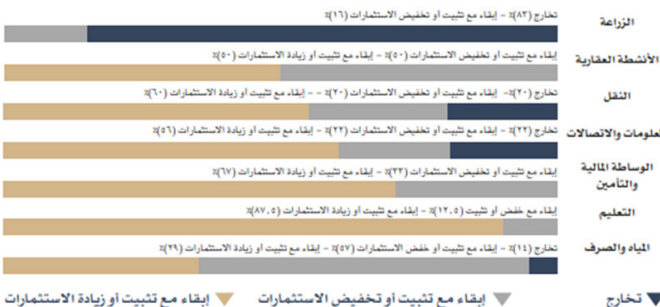 الزراعة
تخارج (٨٣٪) - إبقاء مع تثبيت أو تخفيض الاستثمارات (١٦٪)
الأنشطة العقارية
إبقاء مع تثبيت أو تخفيض الاستثمارات (٥٠٪) - إبقاء مع تثبيت أو زيادة الاستثمارات (٥٠٪)
النقل
تخارج (٢٠٪)- إبقاء مع تثبيت أو تخفيض الاستثمارات (٢٠٪) - - إبقاء مع تثبيت أو زيادة الاستثمارات (٦٠٪)
علومات والاتصالات
تخارج (٢٢٪) - إبقاء مع تثبيت أو تخفيض الاستثمارات (٢٢٪) - إبقاء مع تثبيت أو زيادة الاستثمارات (٥٦٪)
الوساطة المالية
والتأمين
إبقاء مع تثبيت أو تخفيض الاستثمارات (٣٣٪) - إبقاء مع تثبيت أو زيادة الاستثمارات (٦٧٪)
التعليم
إبقاء مع خفض أو تثبيت (١٢.٥٪) - إبقاء مع تثبيت أو زيادة الاستثمارات (٨٧.٥٪)
المياه والصرف
تخارج (١٤٪) - إبقاء مع تثبيت أو خفض الاستثمارات (٥٧٪) - إبقاء مع تثبيت أو زيادة الاستثمارات (٢٩٪)
تخارج إبقاء مع تثبيت أو تخفيض الاستثمارات إبقاء مع تثبيت أو زيادة الاستثمارات